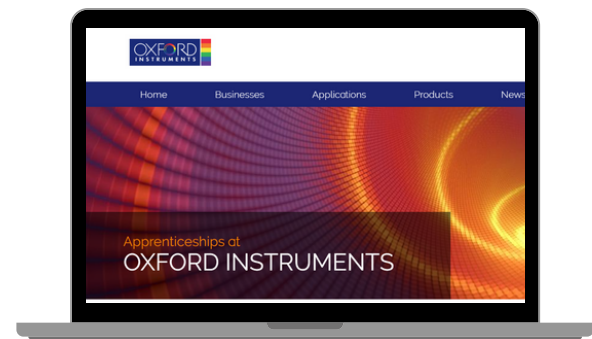 OXFORD
INSTRUMENTS
Home Businesses Applications Products News
Apprenticeships at
OXFORD INSTRUMENTS